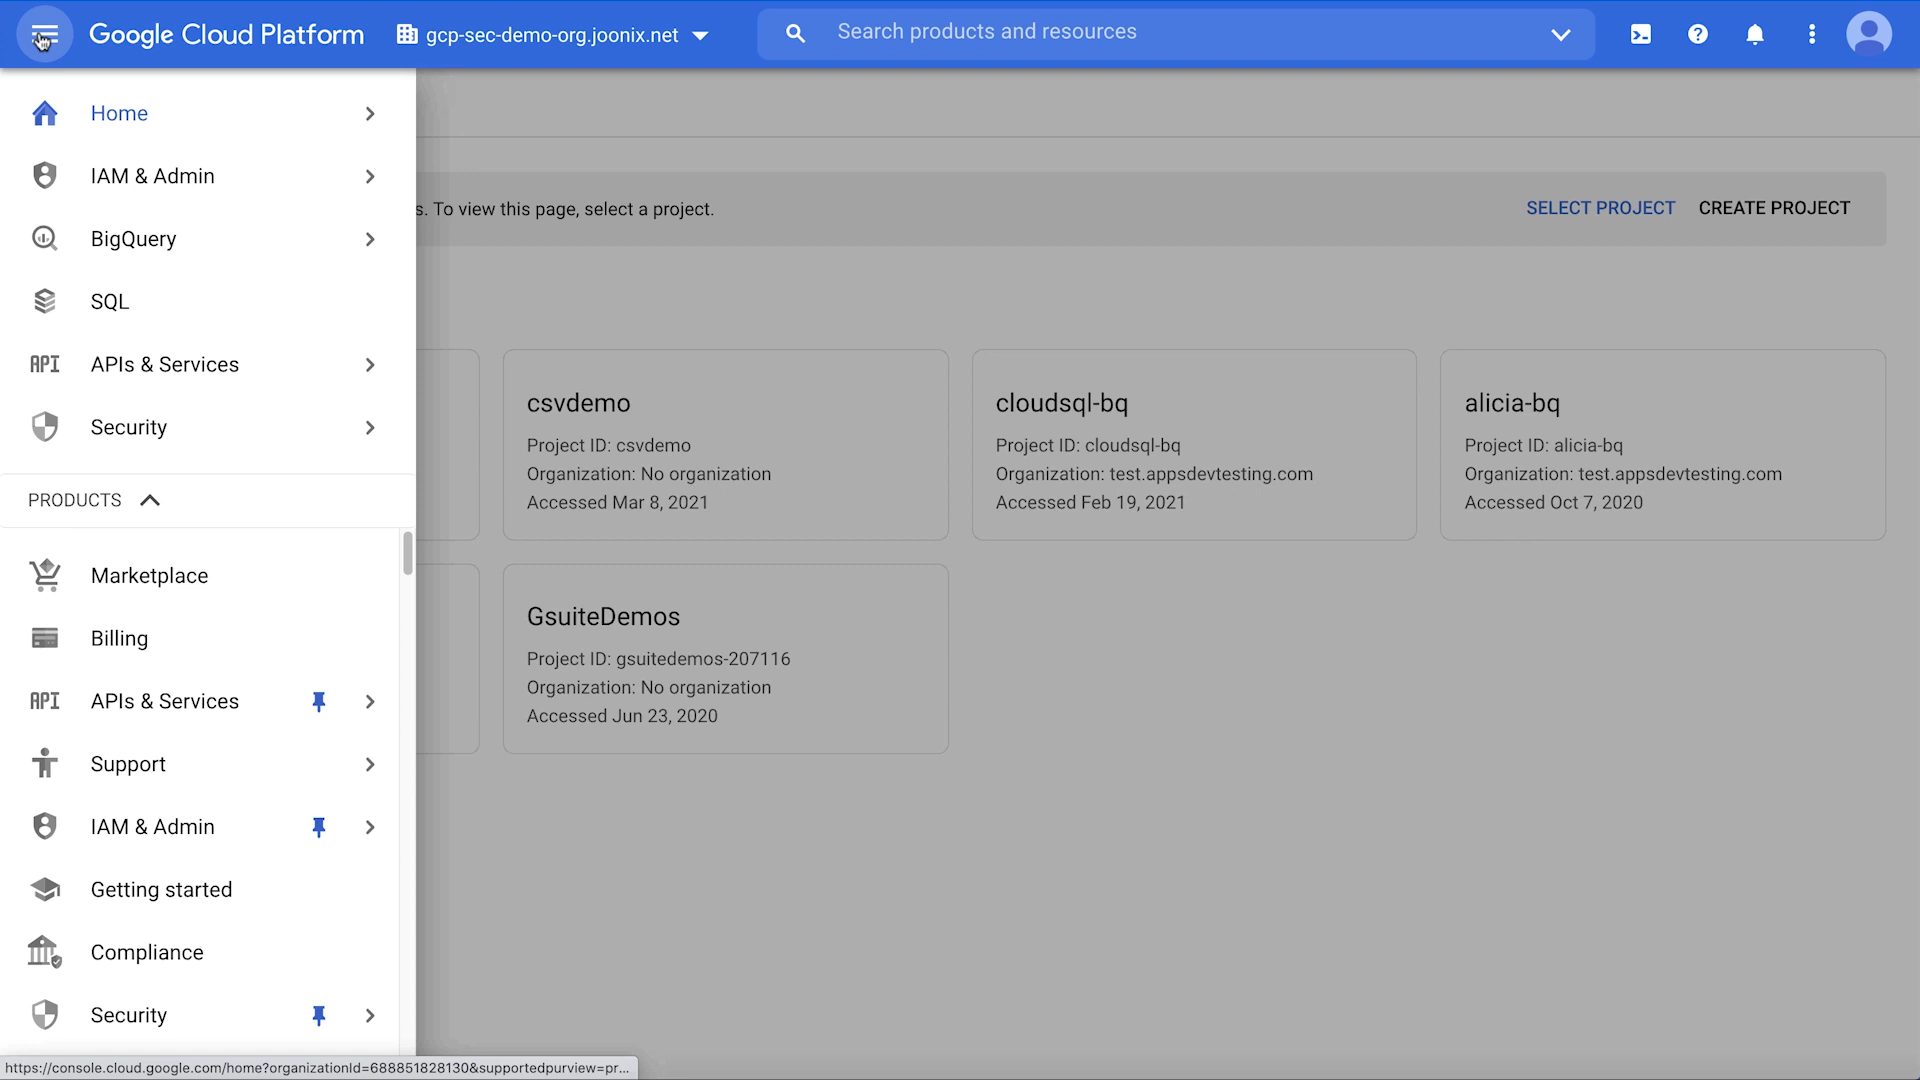 Google Cloud Platform
gcp-sec-demo-org.joonix.net
Search products and resources
Home
IAM & Admin
BigQuery
SQL
API APIs & Services
Security
PRODUCTS
Marketplace
Billing
API APIs & Services
Support
IAM & Admin
Getting started
Compliance
Security
s. To view this page, select a project.
SELECT PROJECT
CREATE PROJECT
csvdemo
Project ID: csvdemo
Organization: No organization
Accessed Mar 8, 2021
cloudsql-bq
Project ID: cloudsql-bq
Organization: test.appsdevtesting.com
Accessed Feb 19, 2021
alicia-bq
Project ID: alicia-bq
Organization: test.appsdevtesting.com
Accessed Oct 7, 2020
GsuiteDemos
Project ID: gsuitedemos-207116
Organization: No organization
Accessed Jun 23, 2020
https://console.cloud.google.com/home?organizationId=688851828130&supportedpurview=pr...